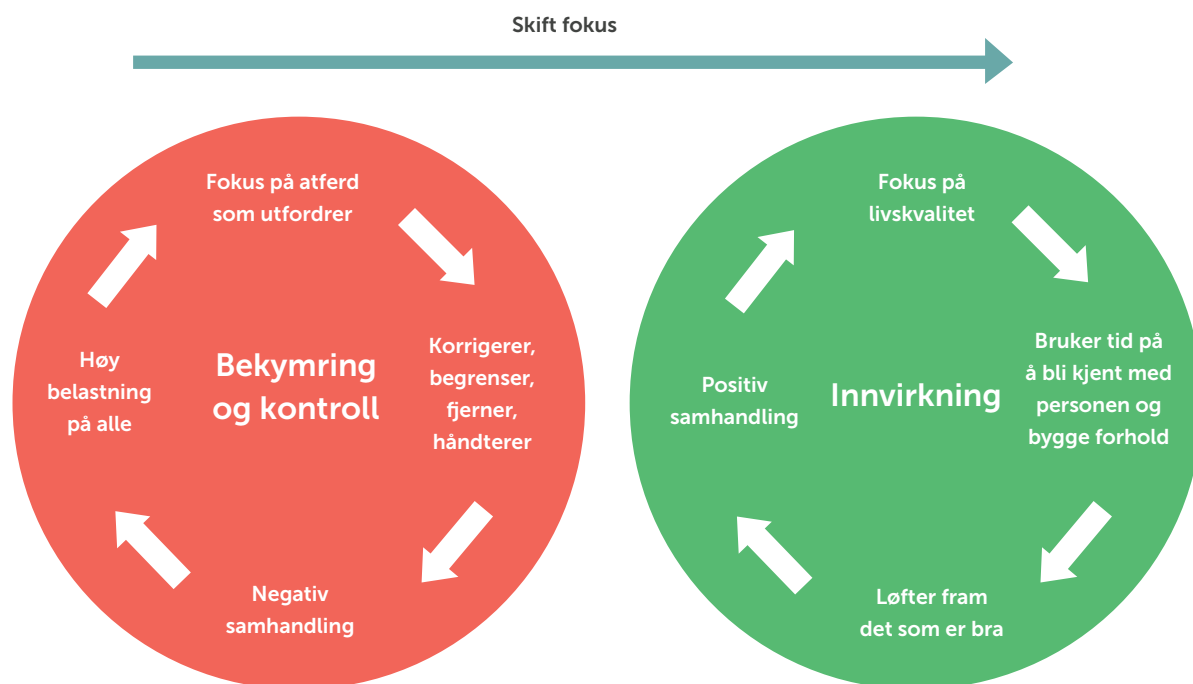 Skift fokus
Fokus på atferd
som utfordrer
Korrigerer,
begrenser,
fjerner,
håndterer
Negativ
samhandling
Høy
belastning
på alle
Bekymring
og kontroll
Fokus på
livskvalitet
Bruker tid på
å bli kjent med
personen og
bygge forhold
Løfter fram
det som er bra
Positiv
samhandling
Innvirkning